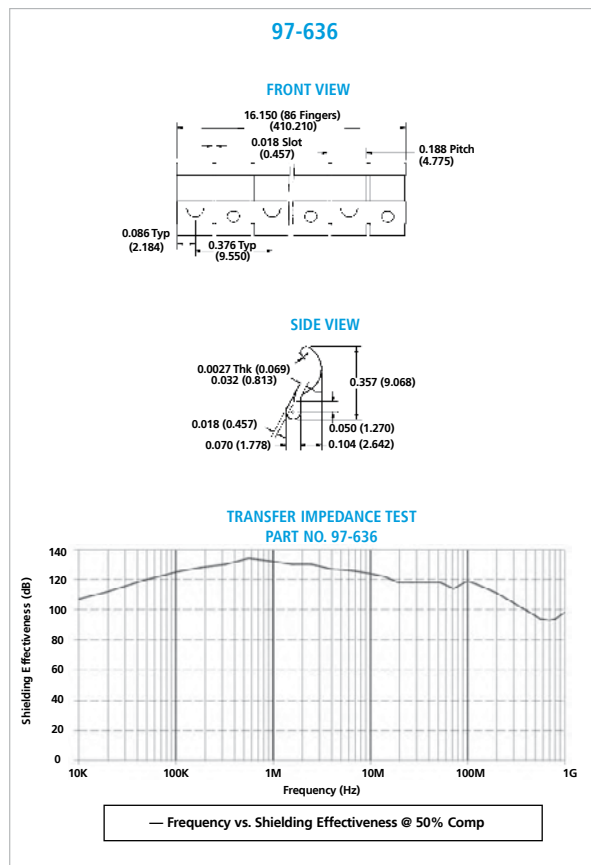 97-636
FRONT VIEW
16.150 (86 Fingers)
(410.210)
0.018 Slot
(0.457)
0.188 Pitch
(4.775)
0.086 Typ
(2.184)
0.376 Typ
(9.550)
SIDE VIEW
0.0027 Thk (0.069)
0.032 (0.813)
0.357 (9.068)
0.018 (0.457)
0.050 (1.270)
0.070 (1.778)
0.104 (2.642)
TRANSFER IMPEDANCE TEST
PART NO. 97-636
Shielding Effectiveness (dB)
140
120
100
80
60
40
20
0
10K
100K
1M
10M
100M
1G
Frequency (Hz)
— Frequency vs. Shielding Effectiveness @ 50% Comp